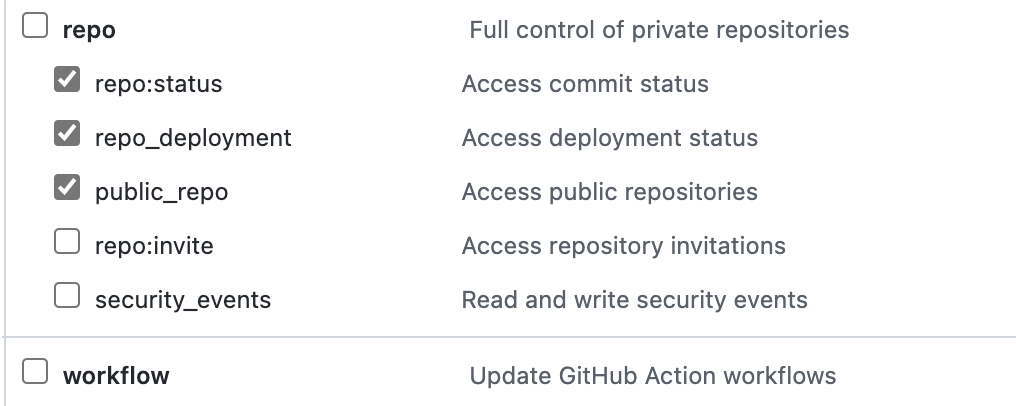 repo Full control of private repositories
repo:status Access commit status
repo_deployment Access deployment status
public_repo Access public repositories
repo:invite Access repository invitations
security_events Read and write security events
workflow Update GitHub Action workflows